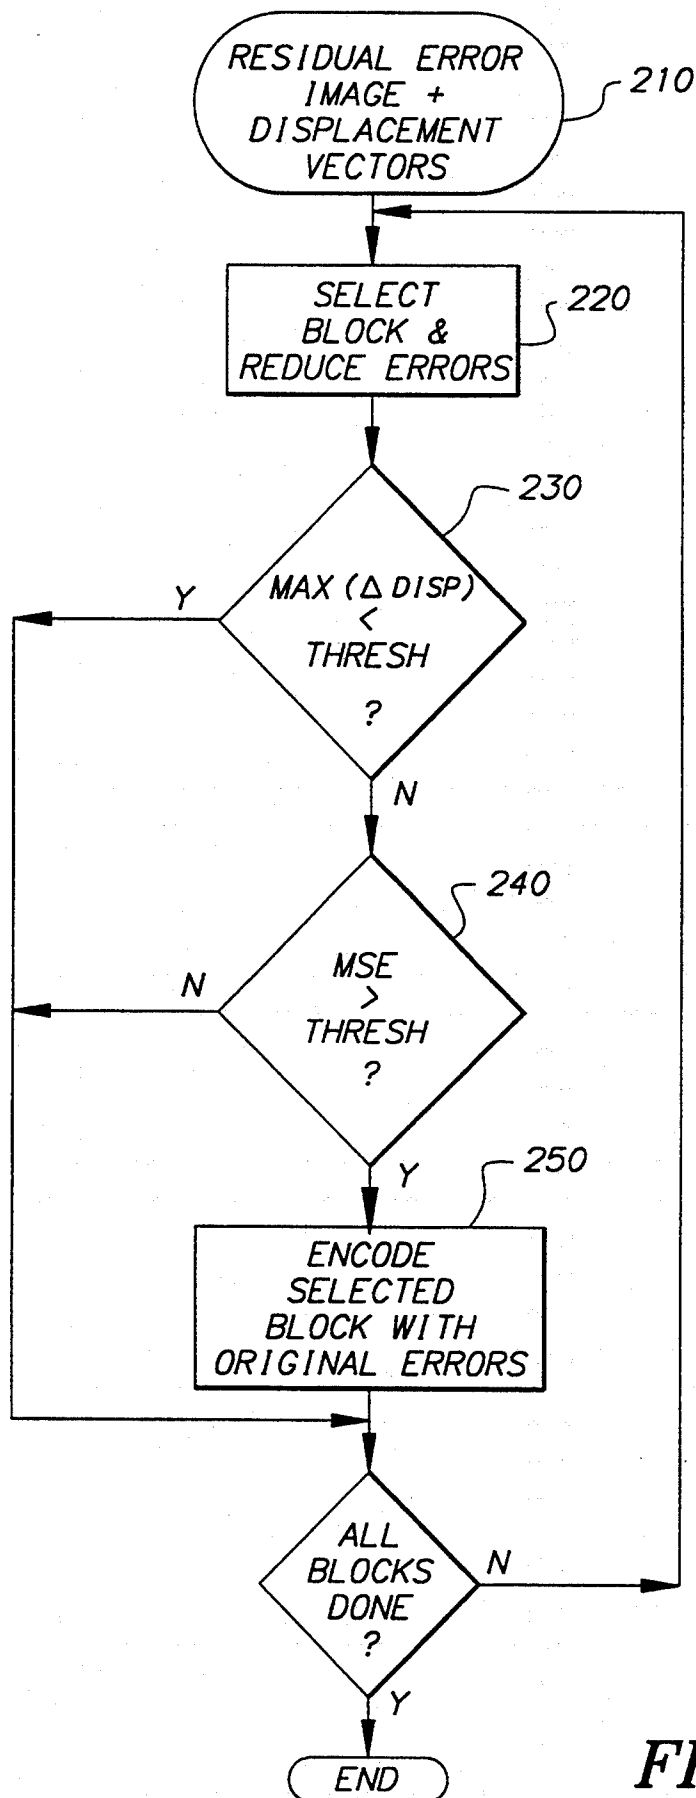 RESIDUAL ERROR
IMAGE +
DISPLACEMENT
VECTORS
210
SELECT
BLOCK &
REDUCE ERRORS
220
230
MAX (Δ DISP)
<
THRESH
?
Y
N
240
MSE
>
THRESH
?
N
Y
250
ENCODE
SELECTED
BLOCK WITH
ORIGINAL ERRORS
ALL
BLOCKS
DONE
?
N
Y
END